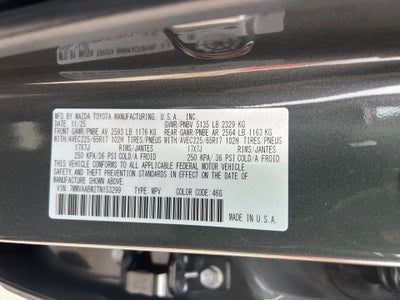 MFD. BY MAZDA TOYOTA MANUFACTURING, U.S.A., INC.
DATE 11/25 GVWR/PNBV 5135 LB 2329 KG
FRONT GAWR/PNBE AV 2593 LB 1176 KG REAR GAWR/PNBE AR 2564 LB 1163 KG
WITH/AVEC225/65R17 102H TIRES/PNEUS WITH/AVEC225/65R17 102H TIRES/PNEUS
17X7J RIMS/JANTES 17X7J RIMS/JANTES
250 KPA/36 PSI COLD/A FROID 250 KPA/36 PSI COLD/A FROID
THIS VEHICLE CONFORMS TO ALL APPLICABLE FEDERAL MOTOR VEHICLE
SAFETY AND THEFT PREVENTION STANDARDS IN EFFECT ON THE DATE OF
MANUFACTURE SHOWN ABOVE.
VIN: 7MMVAABW2TN153299 TYPE: MPV COLOR CODE: 46G
MADE IN U.S.A.